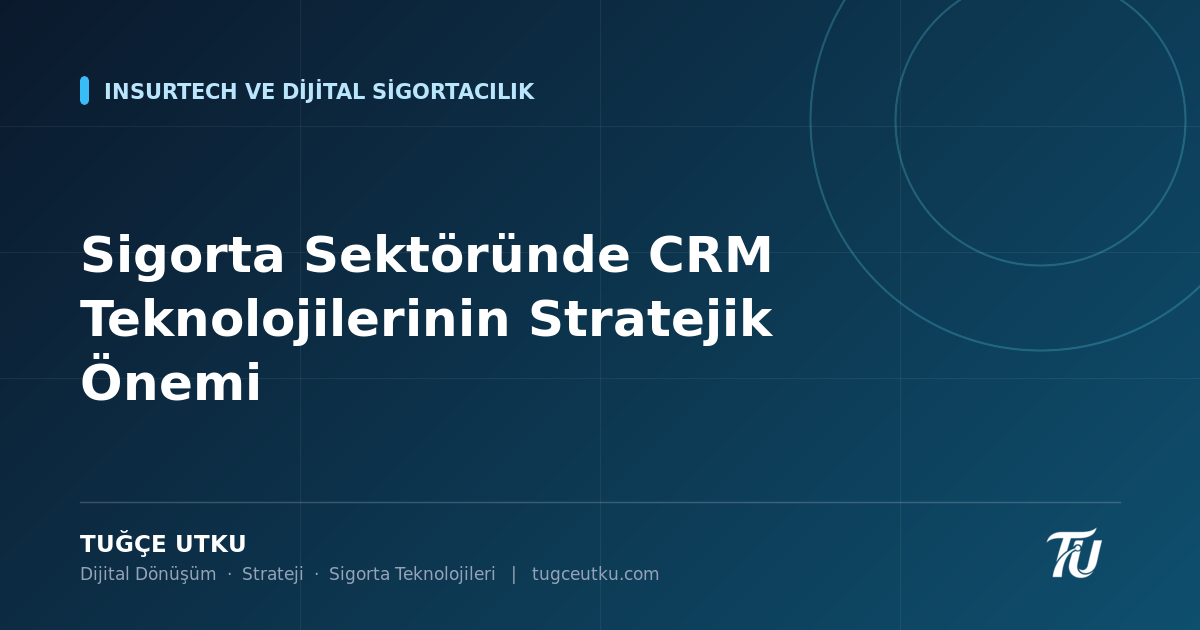 INSURTECH VE DİJİTAL SİGORTACILIK
Sigorta Sektöründe CRM
Teknolojilerinin Stratejik
Önemi
TUĞÇE UTKU
Dijital Dönüşüm · Strateji · Sigorta Teknolojileri | tugceutku.com
TU